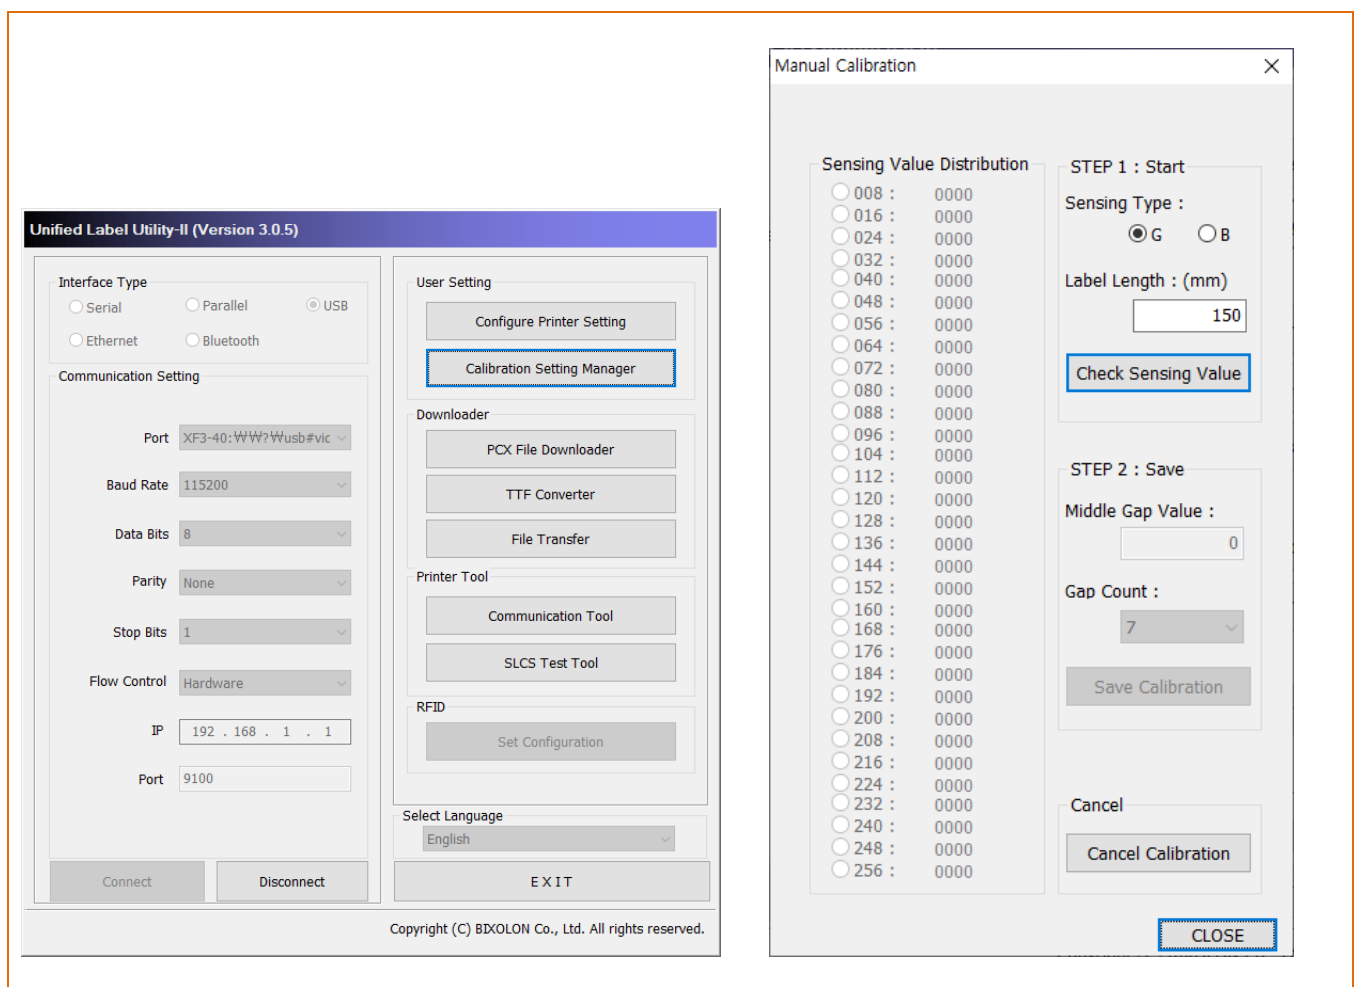 Unified Label Utility-II (Version 3.0.5)
Interface Type
Serial
Parallel
USB
Ethernet
Bluetooth
Communication Setting
Port
XF3-40:₩₩?₩usb#vic
Baud Rate
115200
Data Bits
8
Parity
None
Stop Bits
1
Flow Control
Hardware
IP
192 . 168 . 1 . 1
Port
9100
Connect
Disconnect
User Setting
Configure Printer Setting
Calibration Setting Manager
Downloader
PCX File Downloader
TTF Converter
File Transfer
Printer Tool
Communication Tool
SLCS Test Tool
RFID
Set Configuration
Select Language
English
E X I T
Copyright (C) BIXOLON Co., Ltd. All rights reserved.
Manual Calibration
Sensing Value Distribution
008 : 0000
016 : 0000
024 : 0000
032 : 0000
040 : 0000
048 : 0000
056 : 0000
064 : 0000
072 : 0000
080 : 0000
088 : 0000
096 : 0000
104 : 0000
112 : 0000
120 : 0000
128 : 0000
136 : 0000
144 : 0000
152 : 0000
160 : 0000
168 : 0000
176 : 0000
184 : 0000
192 : 0000
200 : 0000
208 : 0000
216 : 0000
224 : 0000
232 : 0000
240 : 0000
248 : 0000
256 : 0000
STEP 1 : Start
Sensing Type :
G
B
Label Length : (mm)
150
Check Sensing Value
STEP 2 : Save
Middle Gap Value :
0
Gap Count :
7
Save Calibration
Cancel
Cancel Calibration
CLOSE